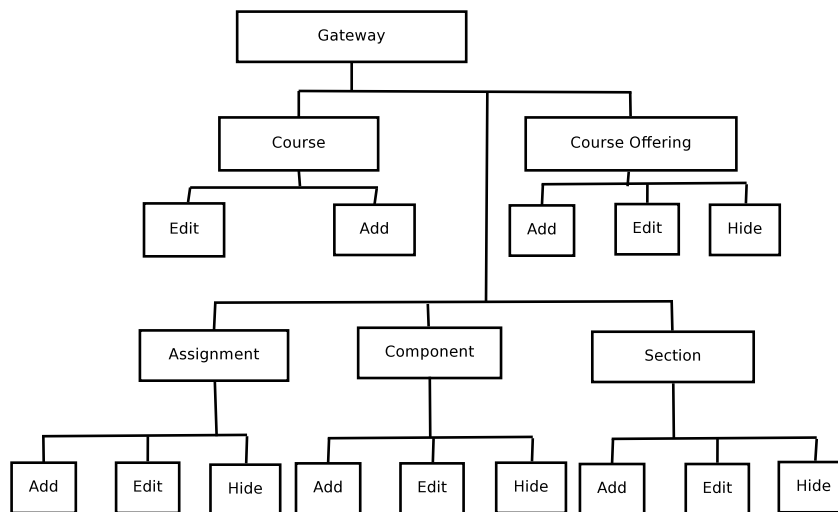 Gateway
Course
Course Offering
Edit
Add
Add
Edit
Hide
Assignment
Component
Section
Add
Edit
Hide
Add
Edit
Hide
Add
Edit
Hide